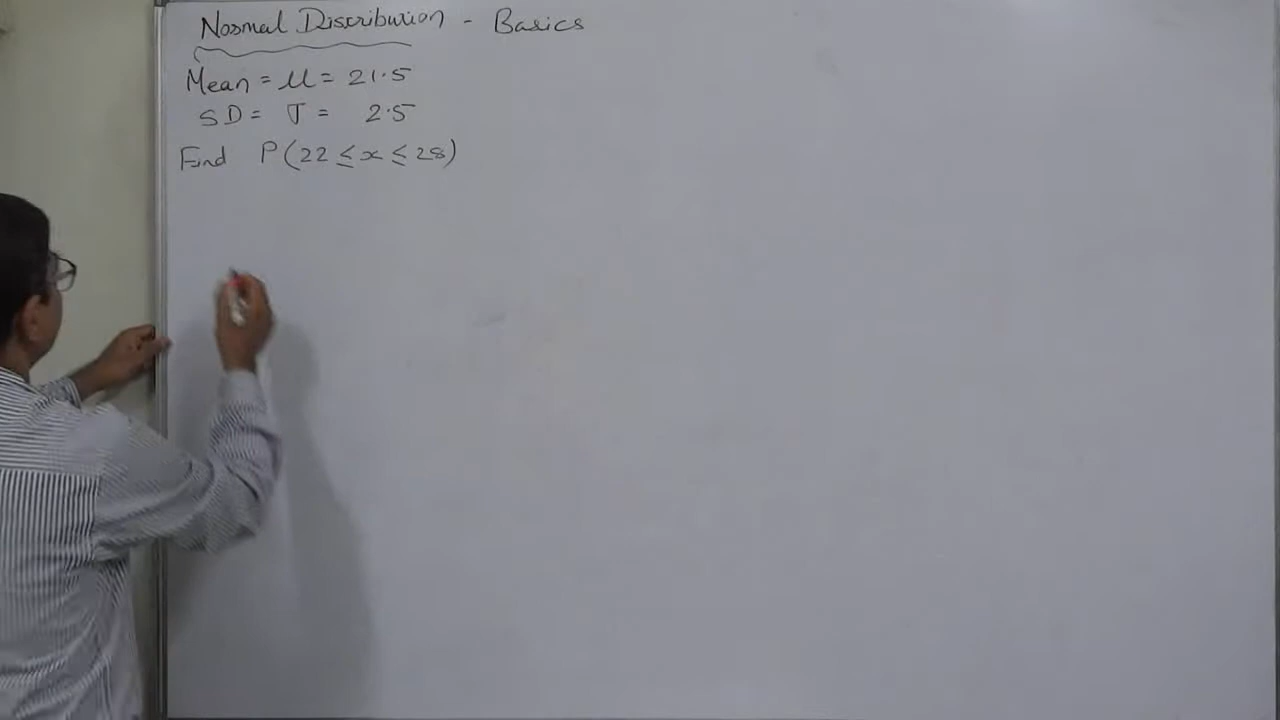 Normal Distribution - Basics
Mean = μ = 21.5
SD = σ = 2.5
Find P(22 ≤ x ≤ 28)